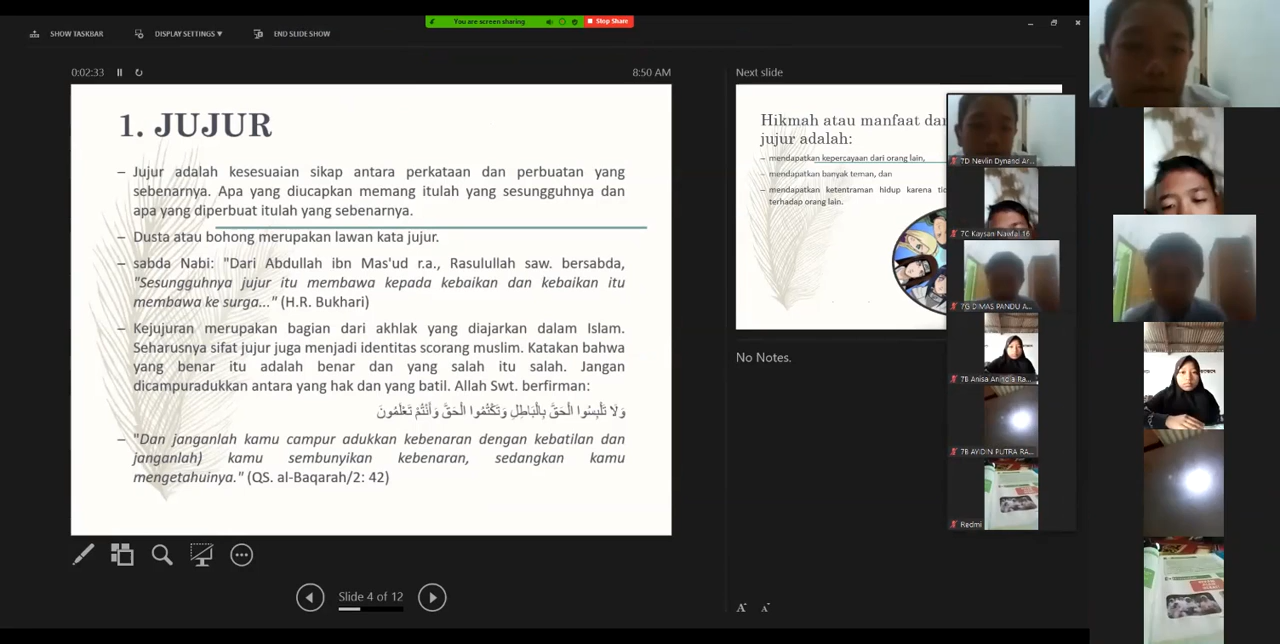 You are screen sharing
Stop Share
SHOW TASKBAR
DISPLAY SETTINGS ▼
END SLIDE SHOW
0:02:33
8:50 AM
1. JUJUR
– Jujur adalah kesesuaian sikap antara perkataan dan perbuatan yang
sebenarnya. Apa yang diucapkan memang itulah yang sesungguhnya dan
apa yang diperbuat itulah yang sebenarnya.
– Dusta atau bohong merupakan lawan kata jujur.
– sabda Nabi: "Dari Abdullah ibn Mas'ud r.a., Rasulullah saw. bersabda,
"Sesungguhnya jujur itu membawa kepada kebaikan dan kebaikan itu
membawa ke surga..." (H.R. Bukhari)
– Kejujuran merupakan bagian dari akhlak yang diajarkan dalam Islam.
Seharusnya sifat jujur juga menjadi identitas scorang muslim. Katakan bahwa
yang benar itu adalah benar dan yang salah itu salah. Jangan
dicampuradukkan antara yang hak dan yang batil. Allah Swt. berfirman:
وَلَا تَلْبِسُوا الْحَقَّ بِالْبَاطِلِ وَتَكْتُمُوا الْحَقَّ وَأَنْتُمْ تَعْلَمُونَ
– "Dan janganlah kamu campur adukkan kebenaran dengan kebatilan dan
janganlah) kamu sembunyikan kebenaran, sedangkan kamu
mengetahuinya." (QS. al-Baqarah/2: 42)
Slide 4 of 12
Next slide
Hikmah atau manfaat dar
jujur adalah:
– mendapatkan kepercayaan dari orang lain,
– mendapatkan banyak teman, dan
– mendapatkan ketentraman hidup karena
terhadap orang lain.
No Notes.
7D Nevlin Dynand Ar...
7C Kaysan Nawfal 16
7G DIMAS PANDU A...
7B Anisa Ra...
7B AYIDIN PUTRA RA...
Redmi